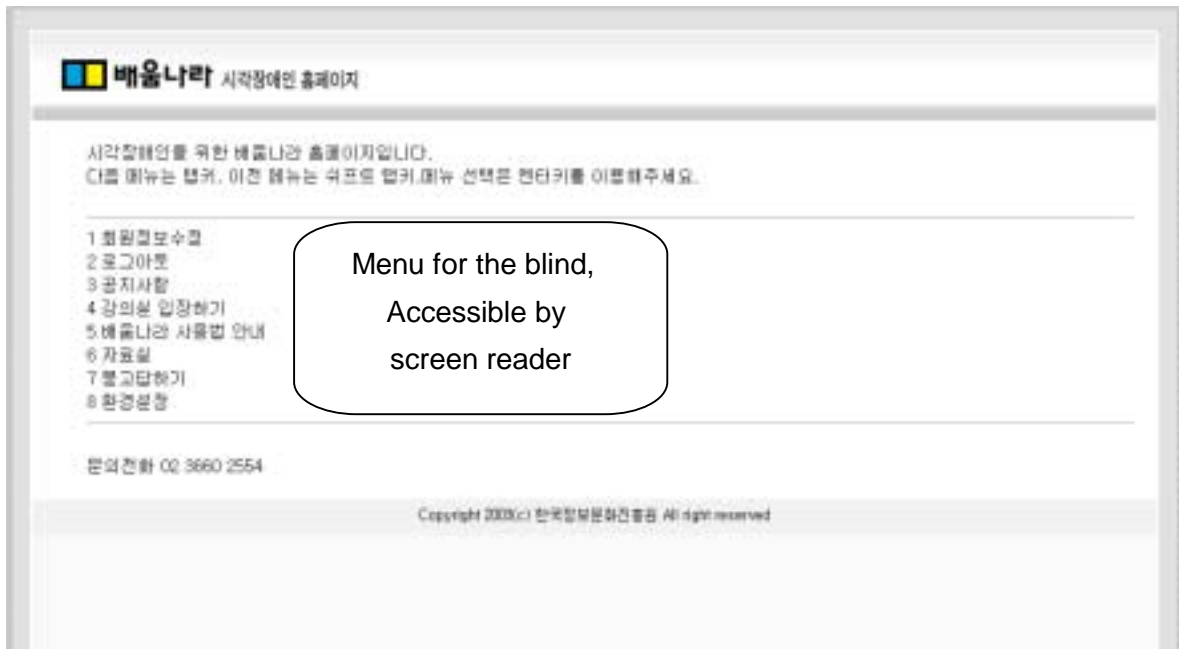 배움나라 시각장애인 홈페이지
시각장애인를 위한 배움나라 홈페이지입니다.
다음 메뉴는 탭키, 이전 메뉴는 쉬프트 탭키,메뉴 선택은 엔터키를 이용해주세요.
1 회원정보수정
2 로그아웃
3 공지사항
4 강의실 입장하기
5 배움나라 사용법 안내
6 자료실
7 묻고답하기
8 환경설정
Menu for the blind,
Accessible by
screen reader
문의전화 02 3660 2554
Copyright (c) 한국정보문화진흥원 All right reserved